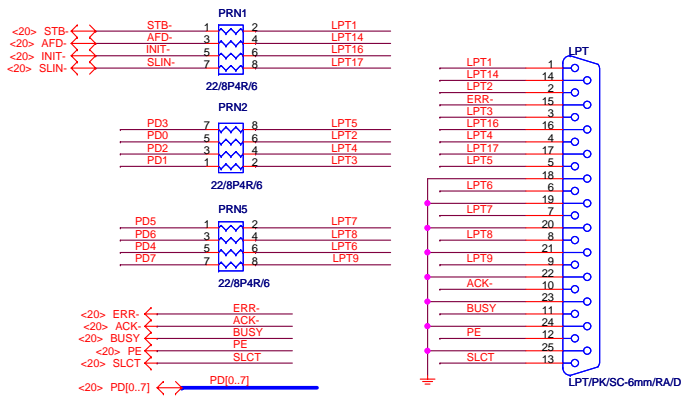 PRN1
<20> STB- STB- 1 2 LPT1
<20> AFD- AFD- 3 4 LPT14
<20> INIT- INIT- 5 6 LPT16
<20> SLIN- SLIN- 7 8 LPT17
22/8P4R/6
PRN2
PD3 7 8 LPT5
PD0 5 6 LPT2
PD2 3 4 LPT4
PD1 1 2 LPT3
22/8P4R/6
PRN5
PD5 1 2 LPT7
PD6 3 4 LPT8
PD4 5 6 LPT6
PD7 7 8 LPT9
22/8P4R/6
<20> ERR- ERR-
<20> ACK- ACK-
<20> BUSY BUSY
<20> PE PE
<20> SLCT SLCT
<20> PD[0..7] PD[0..7]
LPT
LPT1 1
LPT14 14
LPT2 2
ERR- 15
LPT3 3
LPT16 16
LPT4 4
LPT17 17
LPT5 5
18
LPT6 6
19
LPT7 7
20
LPT8 8
21
LPT9 9
22
ACK- 10
23
BUSY 11
24
PE 12
25
SLCT 13
LPT/PK/SC-6mm/RA/D